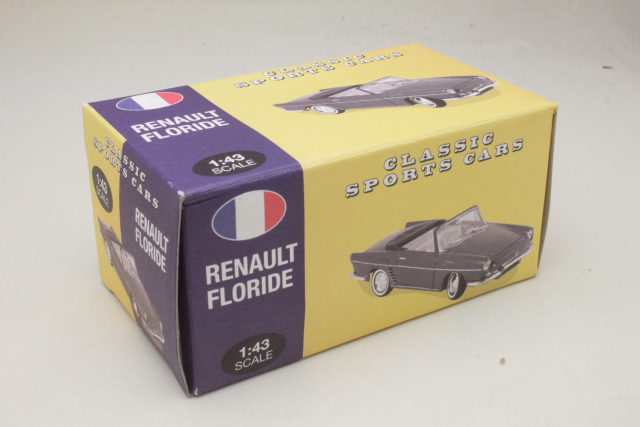 CLASSIC
SPORTS CARS
RENAULT
FLORIDE
1:43
SCALE
CLASSIC
SPORTS CARS
1:43
SCALE
RENAULT
FLORIDE
CLASSIC
SPORTS CARS
RENAULT
FLORIDE
1:43
SCALE